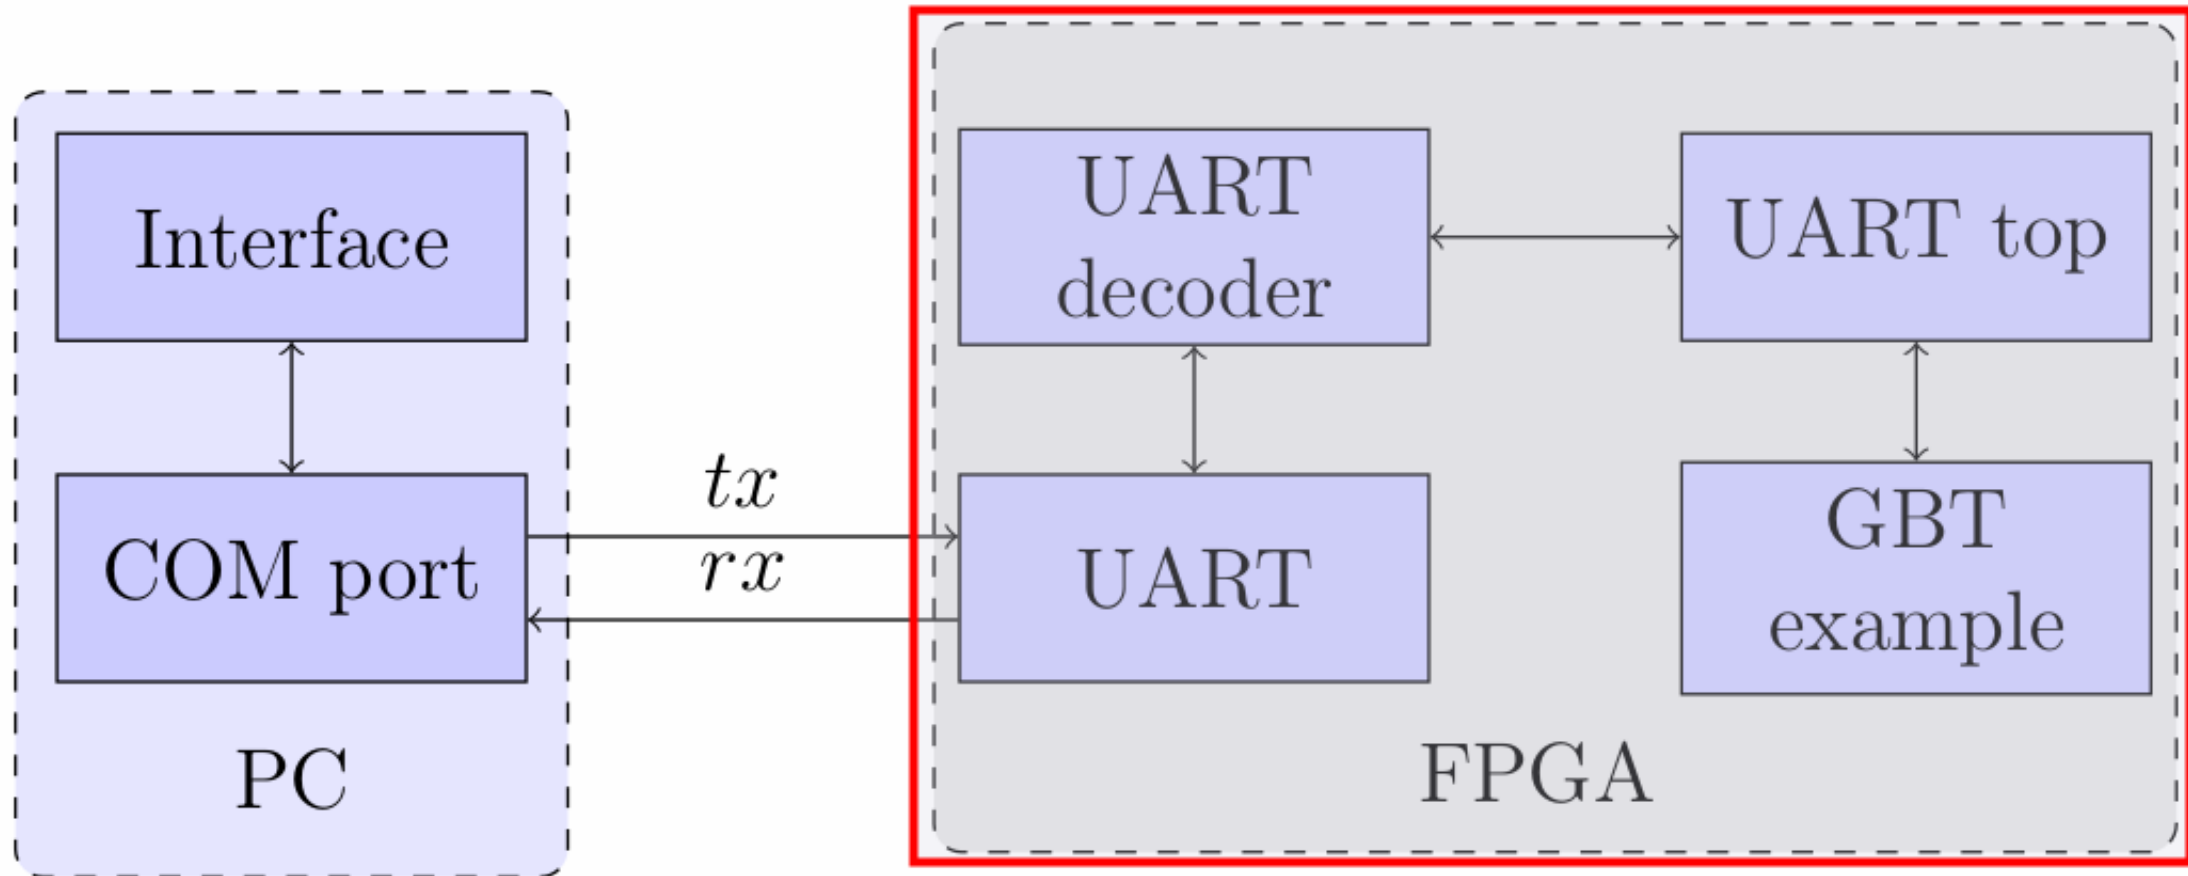 Interface
COM port
PC
tx
rx
UART
decoder
UART
UART top
GBT
example
FPGA